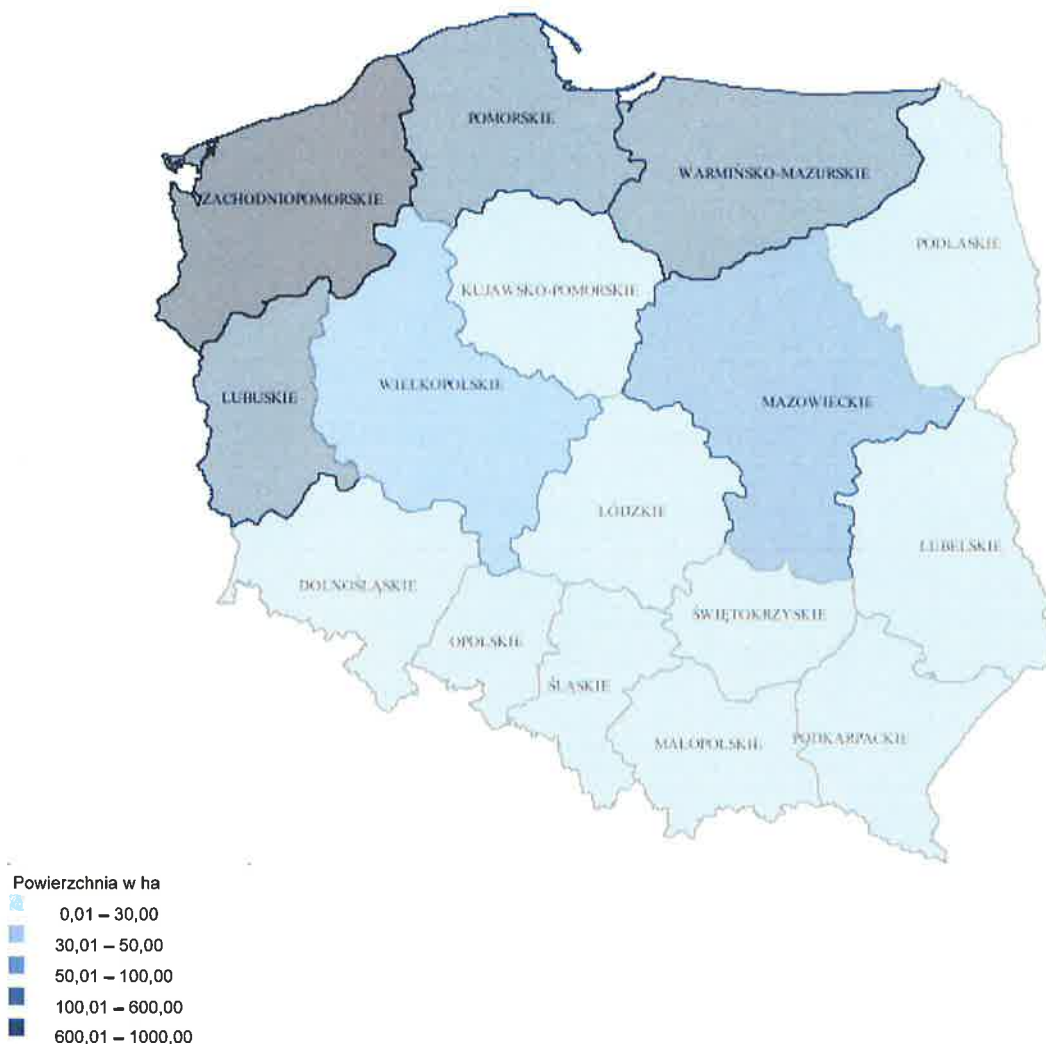 POMORSKIE
WARMIŃSKO-MAZURSKIE
ZACHODNIOPOMORSKIE
PODLASKIE
KUJAWSKO-POMORSKIE
WIELKOPOLSKIE
LUBUSKIE
MAZOWIECKIE
ŁÓDZKIE
LUBELSKIE
DOLNOŚLĄSKIE
ŚWIĘTOKRZYSKIE
OPOLSKIE
ŚLĄSKIE
MAŁOPOLSKIE
PODKARPACKIE
Powierzchnia w ha
0,01 – 30,00
30,01 – 50,00
50,01 – 100,00
100,01 – 600,00
600,01 – 1000,00